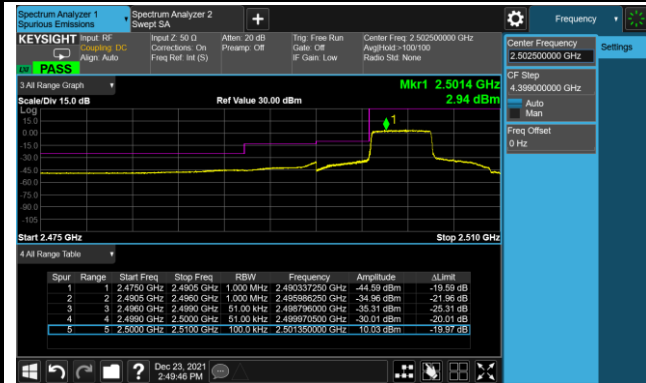 Spectrum Analyzer 1
Spurious Emissions
Spectrum Analyzer 2
Swept SA
Frequency
KEYSIGHT
Input: RF
Coupling: DC
Align: Auto
Input Z: 50 Ω
Corrections: On
Freq Ref: Int (S)
Atten: 20 dB
Preamp: Off
Trig: Free Run
Gate: Off
IF Gain: Low
Center Freq: 2.502500000 GHz
Avg|Hold:>100/100
Radio Std: None
PASS
Center Frequency
2.502500000 GHz
Settings
CF Step
4.399000000 GHz
Auto
Man
Freq Offset
0 Hz
3 All Range Graph
Mkr1 2.5014 GHz
Scale/Div 15.0 dB
Ref Value 30.00 dBm
2.94 dBm
Log
15.0
0.00
-15.0
-30.0
-45.0
-60.0
-75.0
-90.0
-105
1
Start 2.475 GHz
Stop 2.510 GHz
4 All Range Table
Spur Range Start Freq Stop Freq RBW Frequency Amplitude ΔLimit
1 1 2.4750 GHz 2.4905 GHz 1.000 MHz 2.490337250 GHz -44.59 dBm -19.59 dB
2 2 2.4905 GHz 2.4960 GHz 1.000 MHz 2.495986250 GHz -34.96 dBm -21.96 dB
3 3 2.4960 GHz 2.4990 GHz 51.00 kHz 2.498796000 GHz -35.31 dBm -25.31 dB
4 4 2.4990 GHz 2.5000 GHz 51.00 kHz 2.499970500 GHz -30.01 dBm -20.01 dB
5 5 2.5000 GHz 2.5100 GHz 100.0 kHz 2.501350000 GHz 10.03 dBm -19.97 dB
?
Dec 23, 2021
2:49:46 PM